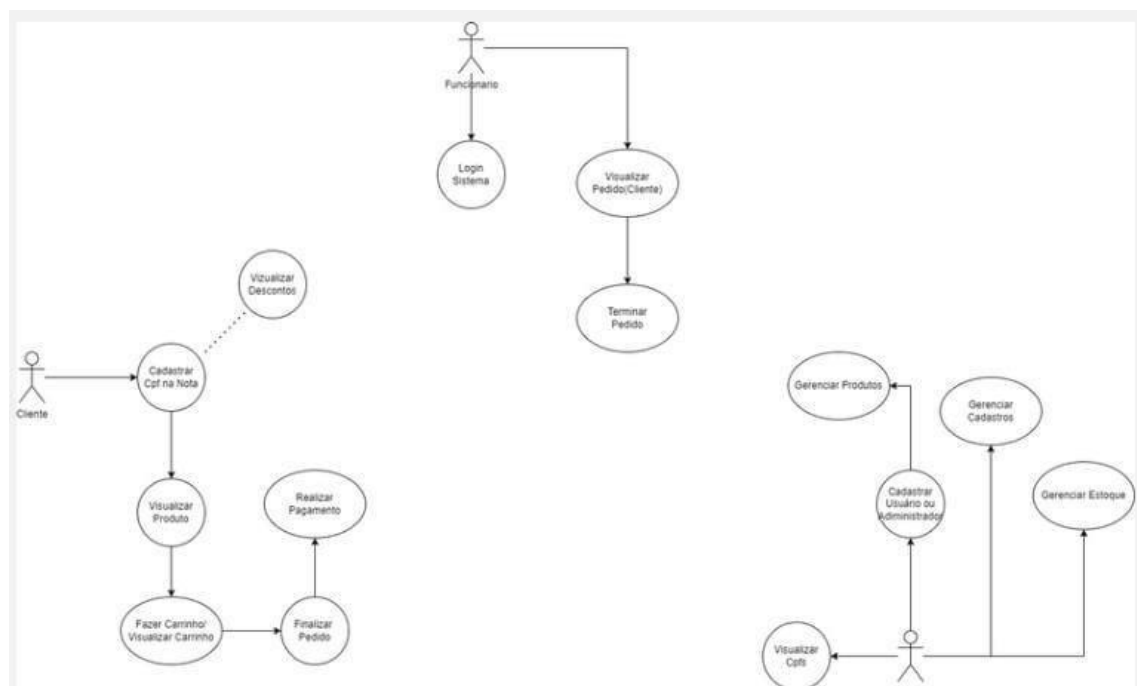 Funcionario
Login
Sistema
Visualizar
Pedido(Cliente)
Vizualizar
Descontos
Terminar
Pedido
Cadastrar
Cpf na Nota
Cliente
Gerenciar Produtos
Gerenciar
Cadastros
Visualizar
Produto
Realizar
Pagamento
Cadastrar
Usuário ou
Adiministrador
Gerenciar Estoque
Fazer Carrinho/
Visualizar Carrinho
Finalizar
Pedido
Visualizar
Cpfs